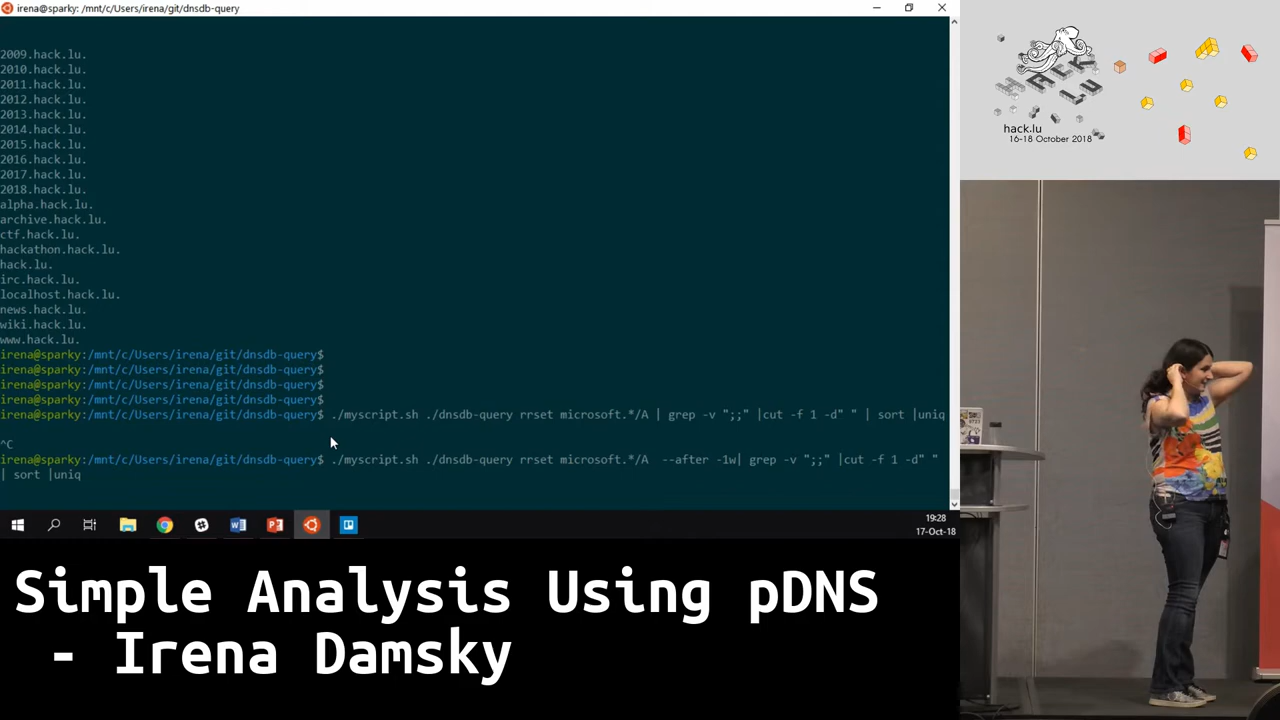 irena@sparky: /mnt/c/Users/irena/git/dnsdb-query
2009.hack.lu.
2010.hack.lu.
2011.hack.lu.
2012.hack.lu.
2013.hack.lu.
2014.hack.lu.
2015.hack.lu.
2016.hack.lu.
2017.hack.lu.
2018.hack.lu.
alpha.hack.lu.
archive.hack.lu.
ctf.hack.lu.
hackathon.hack.lu.
hack.lu.
irc.hack.lu.
localhost.hack.lu.
news.hack.lu.
wiki.hack.lu.
www.hack.lu.
irena@sparky:/mnt/c/Users/irena/git/dnsdb-query$
irena@sparky:/mnt/c/Users/irena/git/dnsdb-query$
irena@sparky:/mnt/c/Users/irena/git/dnsdb-query$
irena@sparky:/mnt/c/Users/irena/git/dnsdb-query$
irena@sparky:/mnt/c/Users/irena/git/dnsdb-query$ ./myscript.sh ./dnsdb-query rrset microsoft.*/A | grep -v ";;" |cut -f 1 -d" " | sort |uniq
^C
irena@sparky:/mnt/c/Users/irena/git/dnsdb-query$ ./myscript.sh ./dnsdb-query rrset microsoft.*/A  --after -1w| grep -v ";;" |cut -f 1 -d" "
| sort |uniq
19:28
17-Oct-18
HACK
LU
hack.lu
16-18 October 2018
Simple Analysis Using pDNS
- Irena Damsky